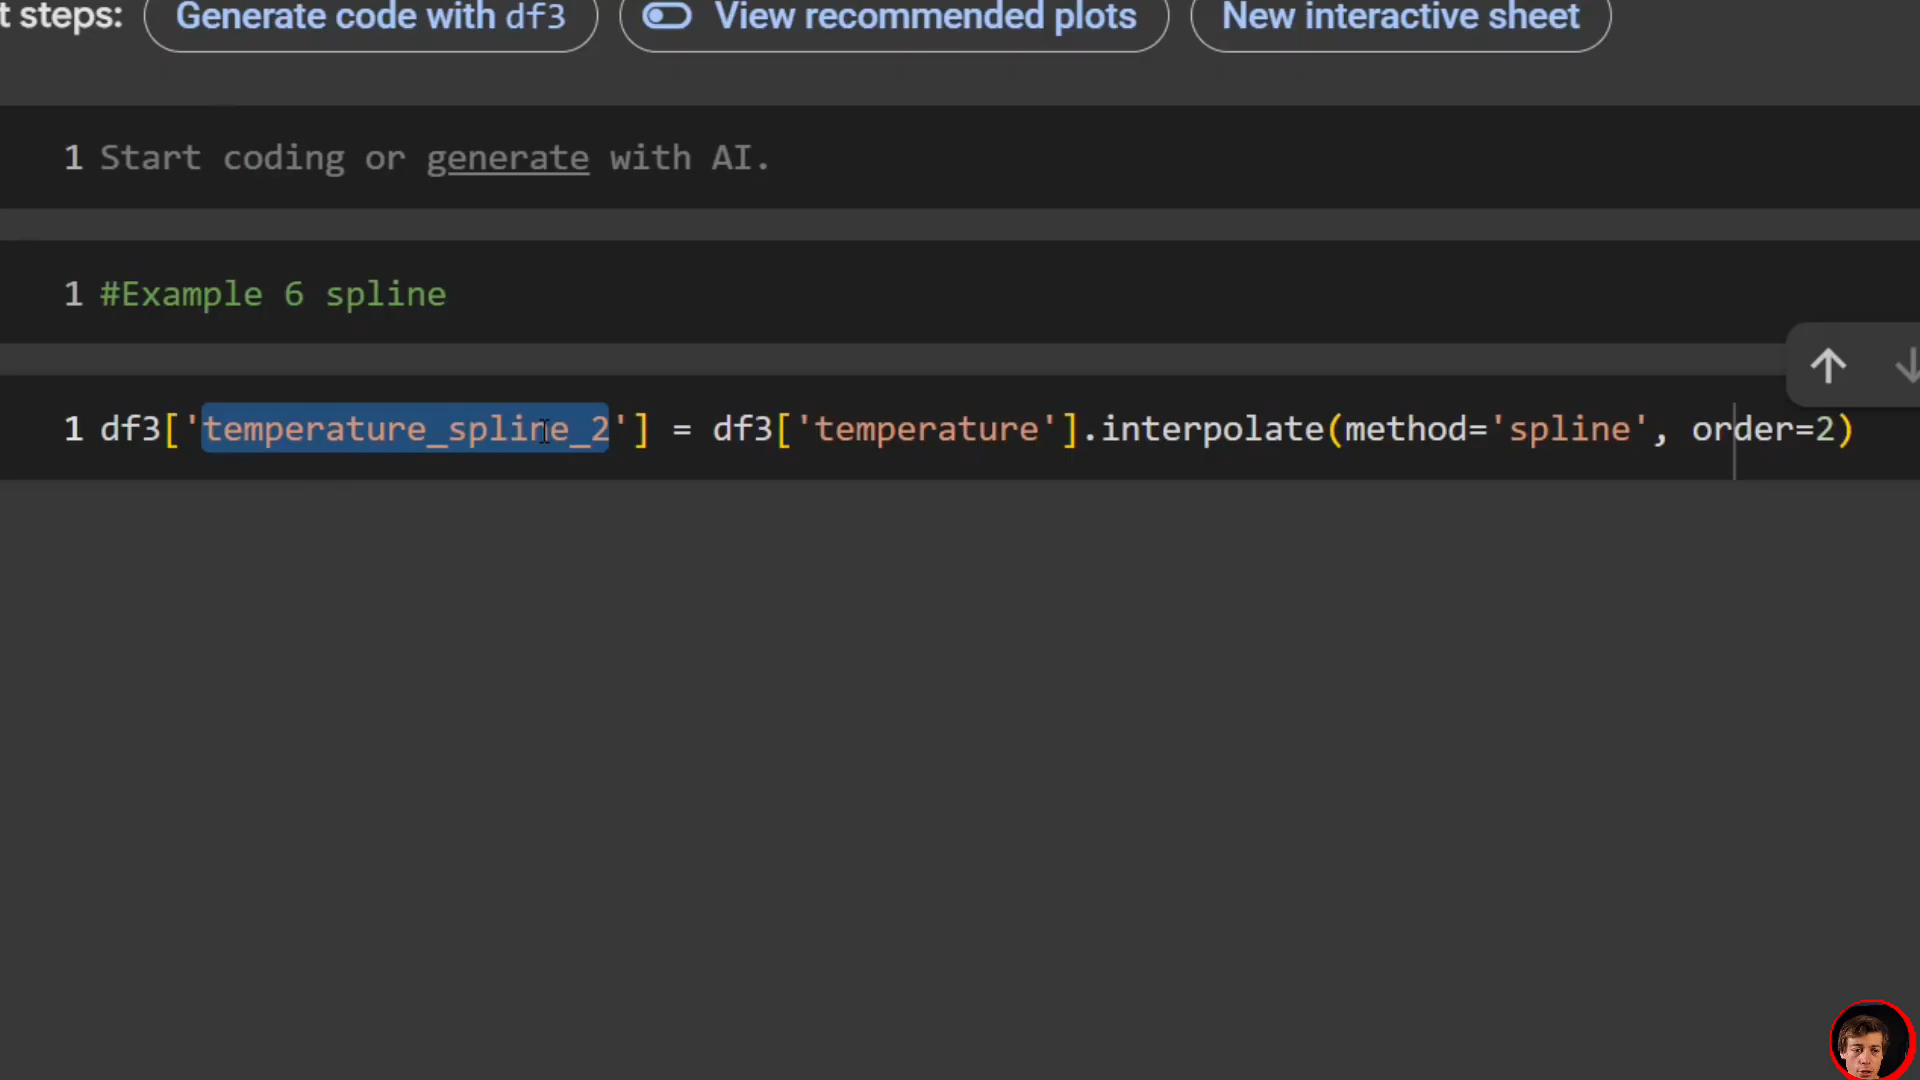 t steps: Generate code with df3 View recommended plots New interactive sheet
1 Start coding or generate with AI.
1 #Example 6 spline
1 df3['temperature_spline_2'] = df3['temperature'].interpolate(method='spline', order=2)